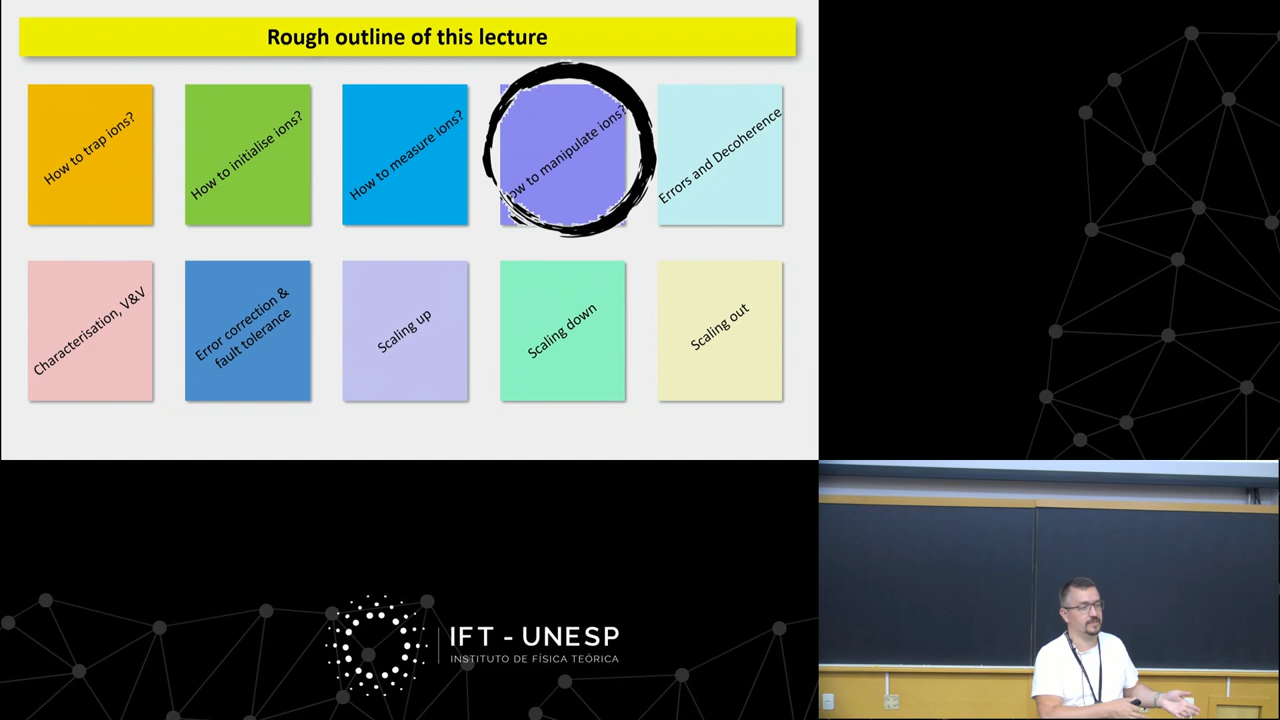 Rough outline of this lecture
How to trap ions?
How to initialise ions?
How to measure ions?
ow to manipulate ions?
Errors and Decoherence
Characterisation, V&V
Error correction &
fault tolerance
Scaling up
Scaling down
Scaling out
IFT - UNESP
INSTITUTO DE FÍSICA TEÓRICA